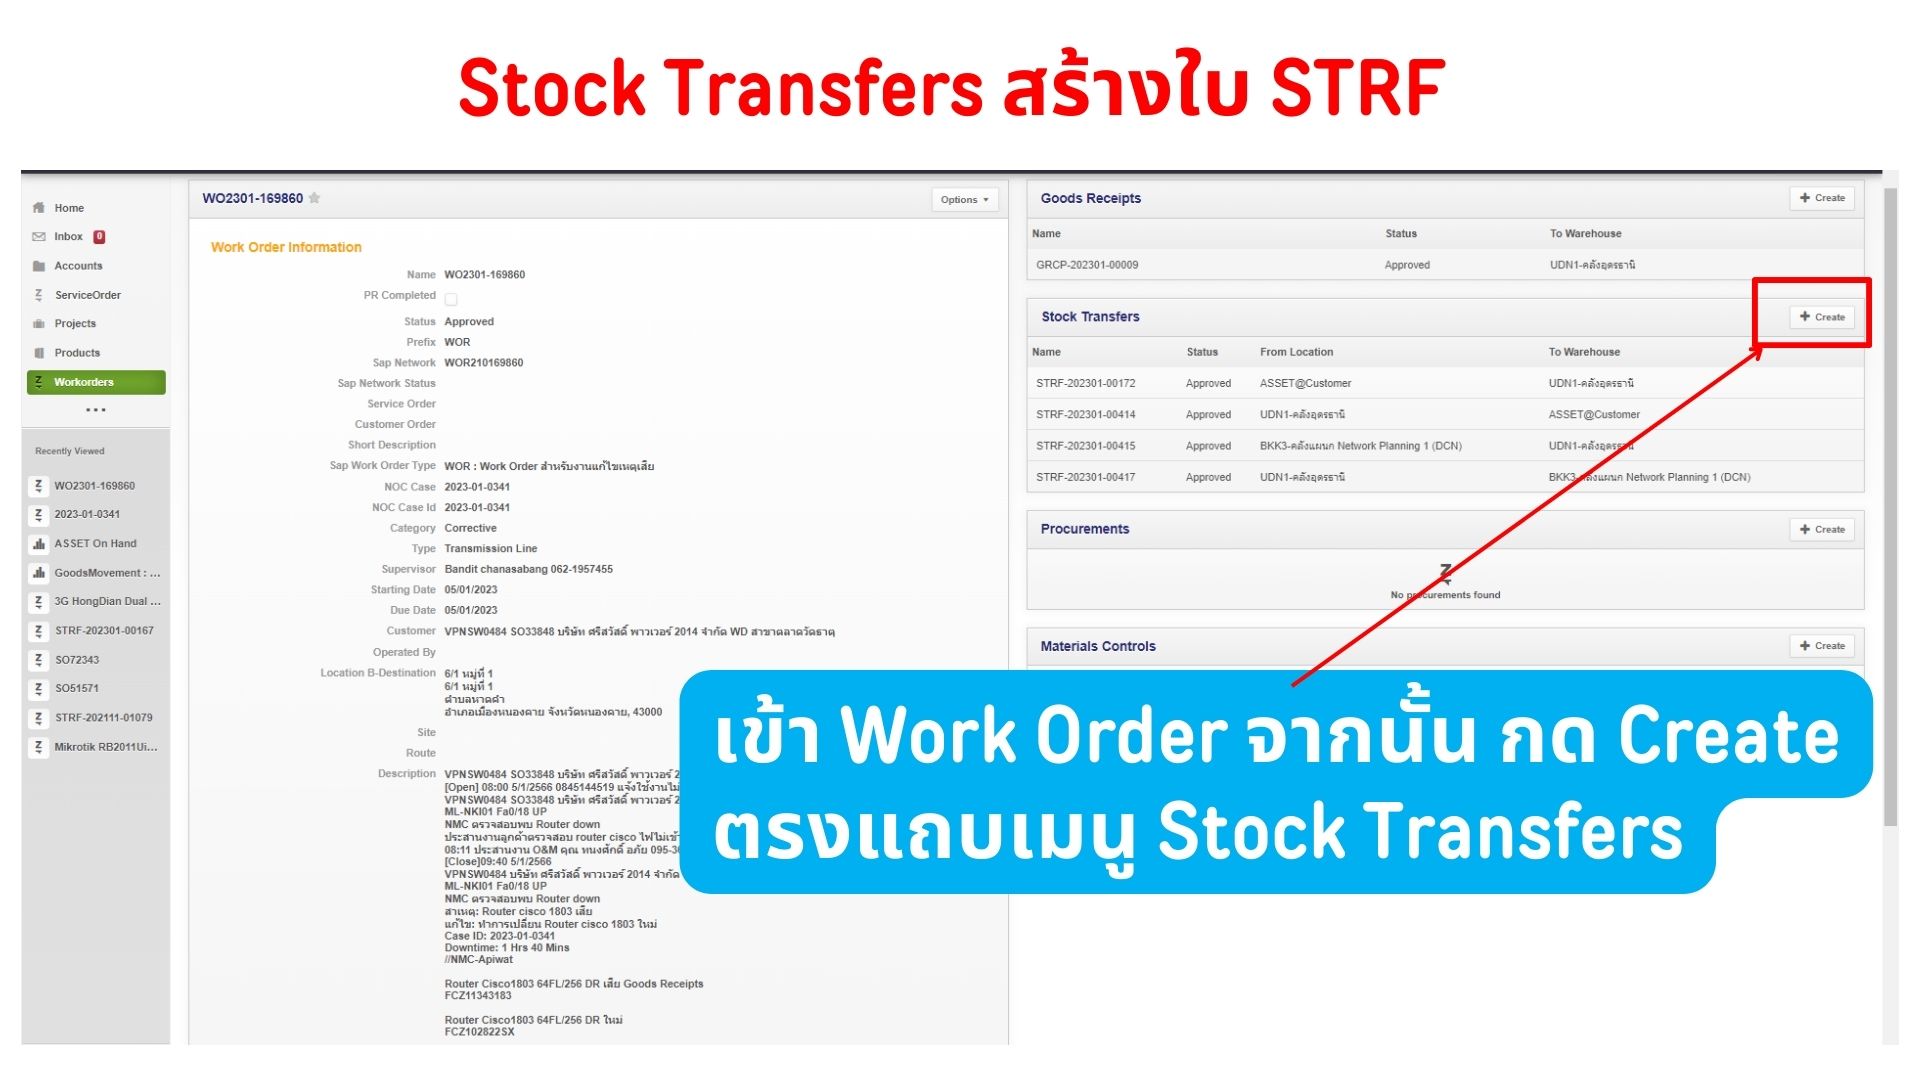 Stock Transfers สร้างใบ STRF
Home
Inbox 0
Accounts
ServiceOrder
Projects
Products
Workorders
Recently Viewed
WO2301-169860
2023-01-0341
ASSET On Hand
GoodsMovement : ...
3G HongDian Dual ...
STRF-202301-00167
SO72343
SO51571
STRF-202111-01079
Mikrotik RB2011Ui...
WO2301-169860
Options
Work Order Information
Name WO2301-169860
PR Completed
Status Approved
Prefix WOR
Sap Network WOR210169860
Sap Network Status
Service Order
Customer Order
Short Description
Sap Work Order Type WOR : Work Order สำหรับงานแก้ไขเหตุเสีย
NOC Case 2023-01-0341
NOC Case Id 2023-01-0341
Category Corrective
Type Transmission Line
Supervisor Bandit chanasabang 062-1957455
Starting Date 05/01/2023
Due Date 05/01/2023
Customer VPNSW0484 SO33848 บริษัท ศรีสวัสดิ์ พาวเวอร์ 2014 จำกัด WD สาขาตลาดวัดธาตุ
Operated By
Location B-Destination 6/1 หมู่ที่ 1
6/1 หมู่ที่ 1
ตำบลหาดคำ
อำเภอเมืองหนองคาย จังหวัดหนองคาย, 43000
Site
Route
Description VPNSW0484 SO33848 บริษัท ศรีสวัสดิ์ พาวเวอร์ 2
[Open] 08:00 5/1/2566 0845144519 แจ้งใช้งานไม่
VPNSW0484 SO33848 บริษัท ศรีสวัสดิ์ พาวเวอร์ 2
ML-NKI01 Fa0/18 UP
NMC ตรวจสอบพบ Router down
ประสานงานลูกค้าตรวจสอบ router cisco ไฟไม่เข้า
08:11 ประสานงาน O&M คุณ ทนงศักดิ์ อภัย 095-3
[Close]09:40 5/1/2566
VPNSW0484 บริษัท ศรีสวัสดิ์ พาวเวอร์ 2014 จำกัด
ML-NKI01 Fa0/18 UP
NMC ตรวจสอบพบ Router down
สาเหตุ: Router cisco 1803 เสีย
แก้ไข: ทำการเปลี่ยน Router cisco 1803 ใหม่
Case ID: 2023-01-0341
Downtime: 1 Hrs 40 Mins
//NMC-Apiwat
Router Cisco1803 64FL/256 DR เสีย Goods Receipts
FCZ11343183
Router Cisco1803 64FL/256 DR ใหม่
FCZ102822SX
Goods Receipts
+ Create
Name Status To Warehouse
GRCP-202301-00009 Approved UDN1-คลังอุดรธานี
Stock Transfers
+ Create
Name Status From Location To Warehouse
STRF-202301-00172 Approved ASSET@Customer UDN1-คลังอุดรธานี
STRF-202301-00414 Approved UDN1-คลังอุดรธานี ASSET@Customer
STRF-202301-00415 Approved BKK3-คลังแผนก Network Planning 1 (DCN) UDN1-คลังอุดรธานี
STRF-202301-00417 Approved UDN1-คลังอุดรธานี BKK3-คลังแผนก Network Planning 1 (DCN)
Procurements
+ Create
No procurements found
Materials Controls
+ Create
เข้า Work Order จากนั้น กด Create
ตรงแถบเมนู Stock Transfers